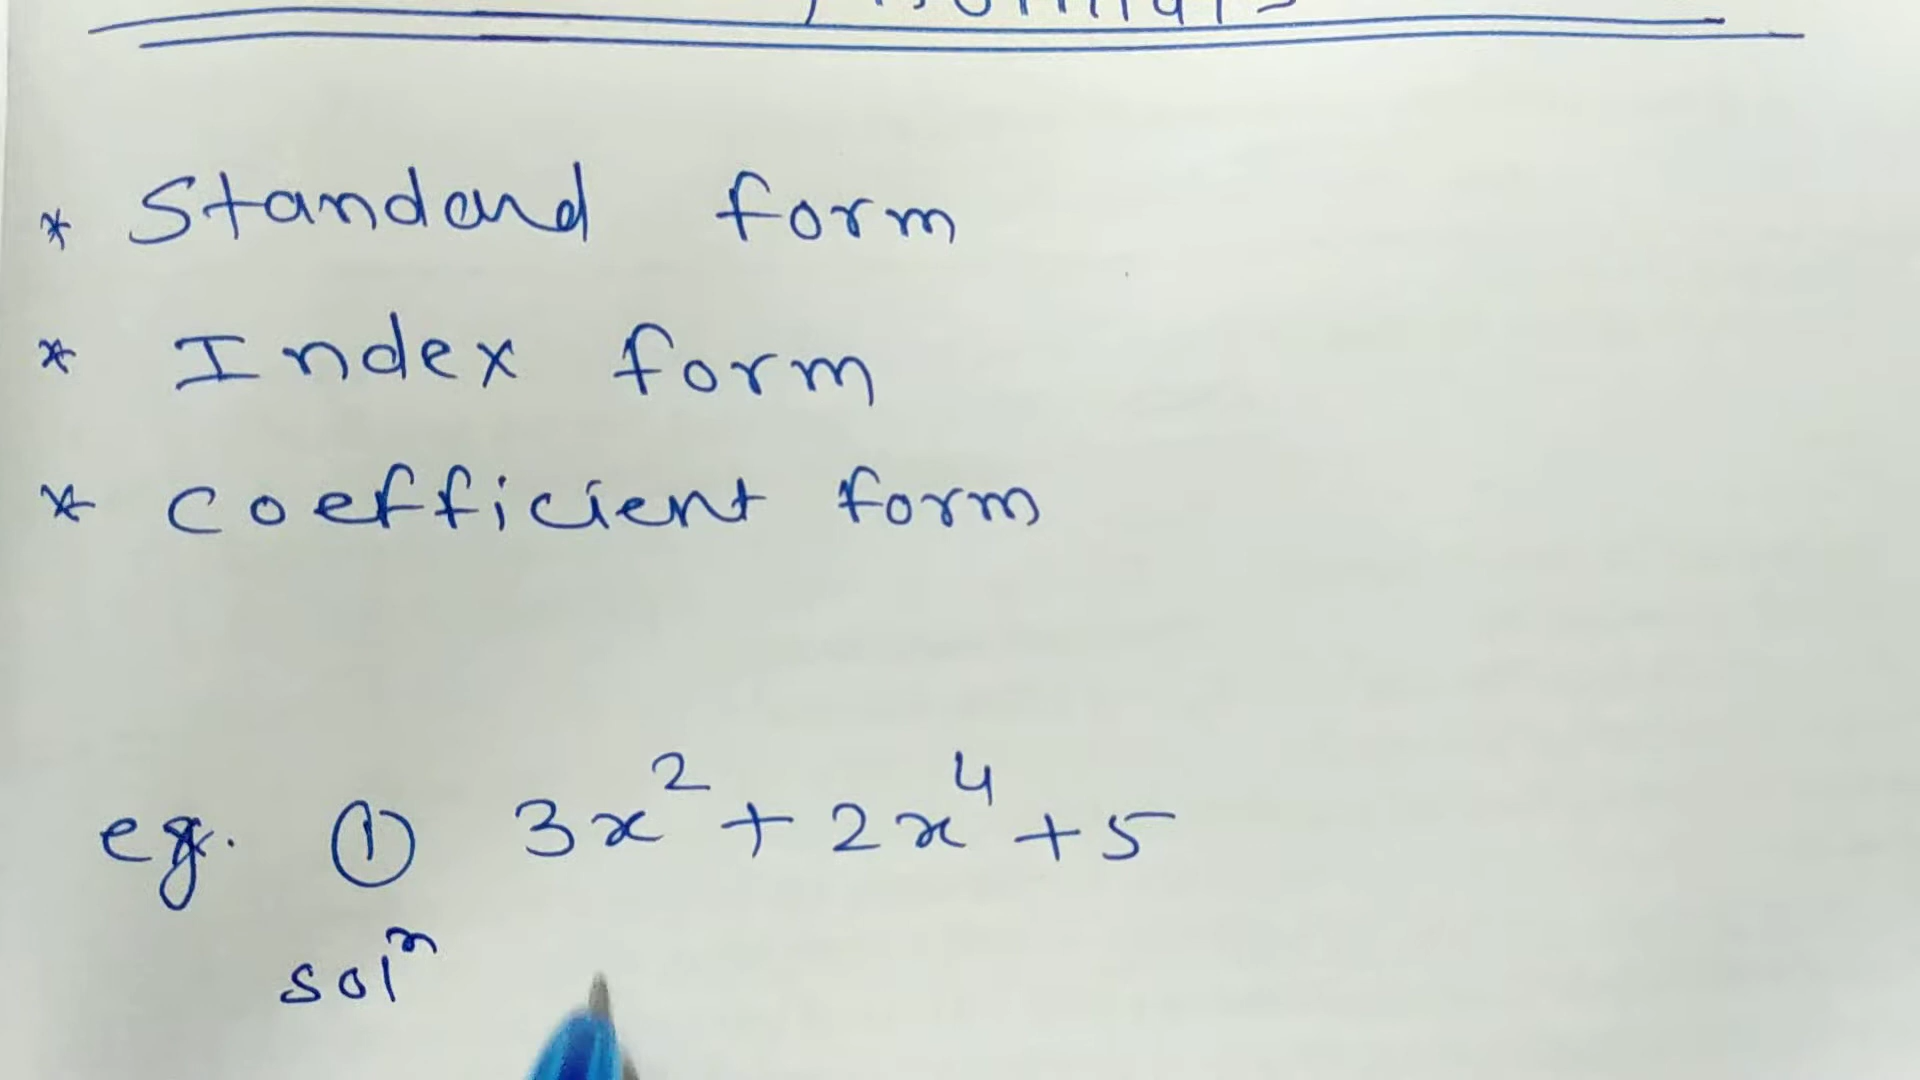 * Standard form
* Index form
* coefficient form
eg. ① 3x² + 2x⁴ + 5
solⁿ